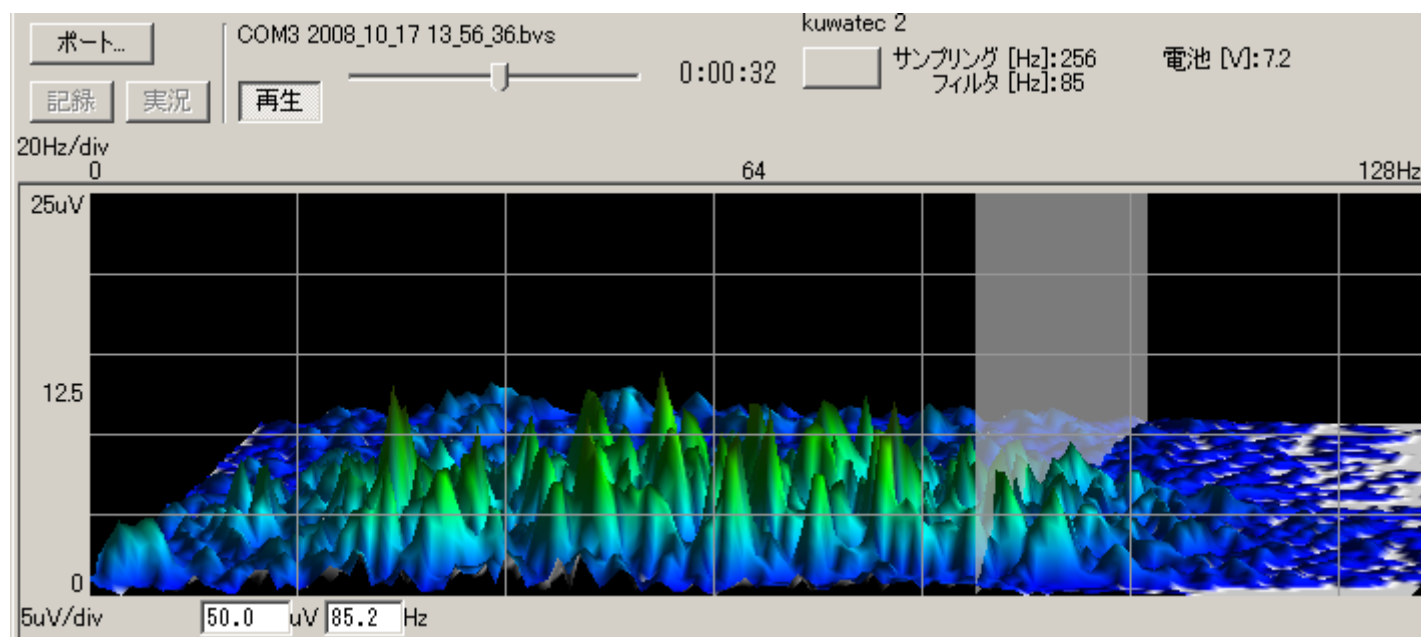 ポート...
COM3 2008_10_17 13_56_36.bvs
kuwatec 2
0:00:32
サンプリング [Hz]:256
電池 [V]:7.2
フィルタ [Hz]:85
記録
実況
再生
20Hz/div
0
64
128Hz
25uV
12.5
0
5uV/div
50.0 uV 85.2 Hz